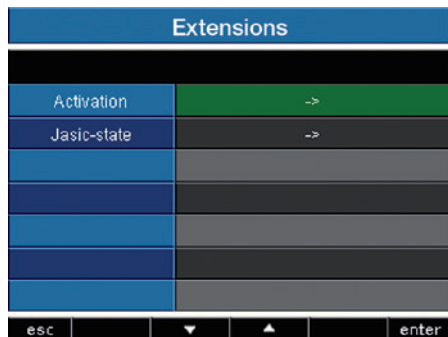 Extensions
Activation ->
Jasic-state ->
esc ▼ ▲ enter